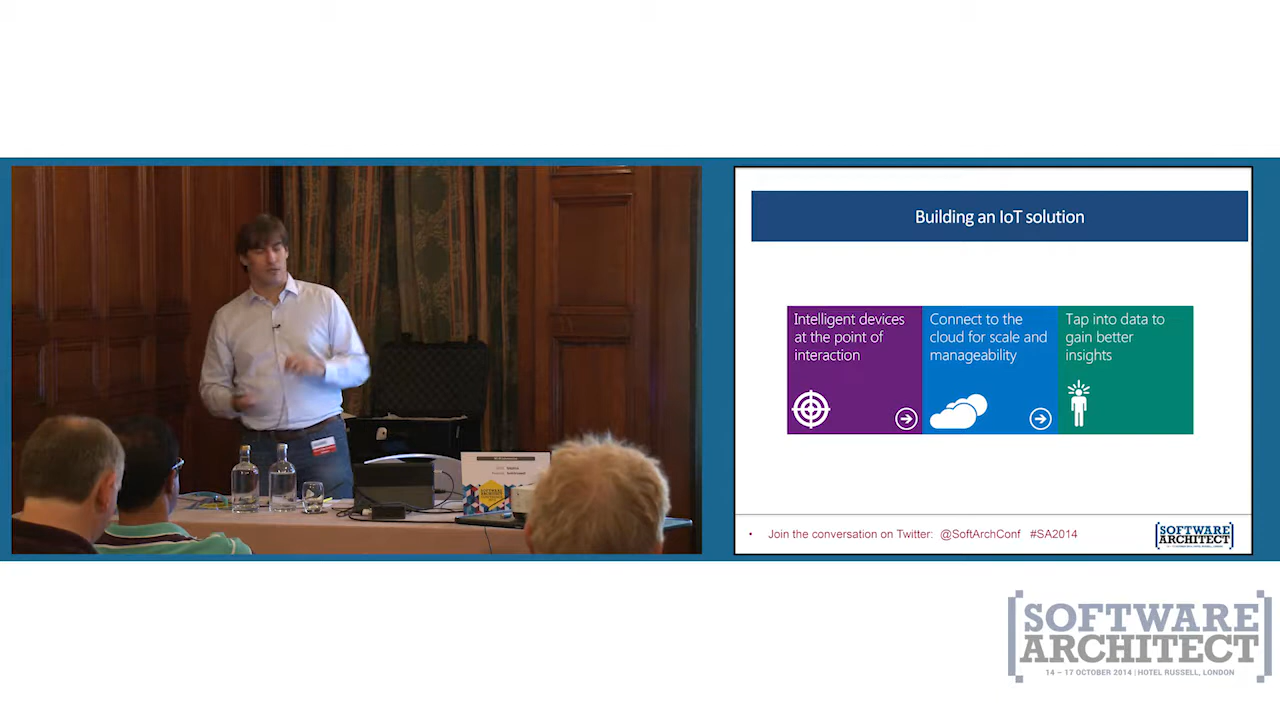 Building an IoT solution
Intelligent devices
at the point of
interaction
Connect to the
cloud for scale and
manageability
Tap into data to
gain better
insights
• Join the conversation on Twitter: @SoftArchConf #SA2014
[SOFTWARE
ARCHITECT]
SOFTWARE
ARCHITECT
[SOFTWARE
ARCHITECT]
14 – 17 OCTOBER 2014 | HOTEL RUSSELL, LONDON